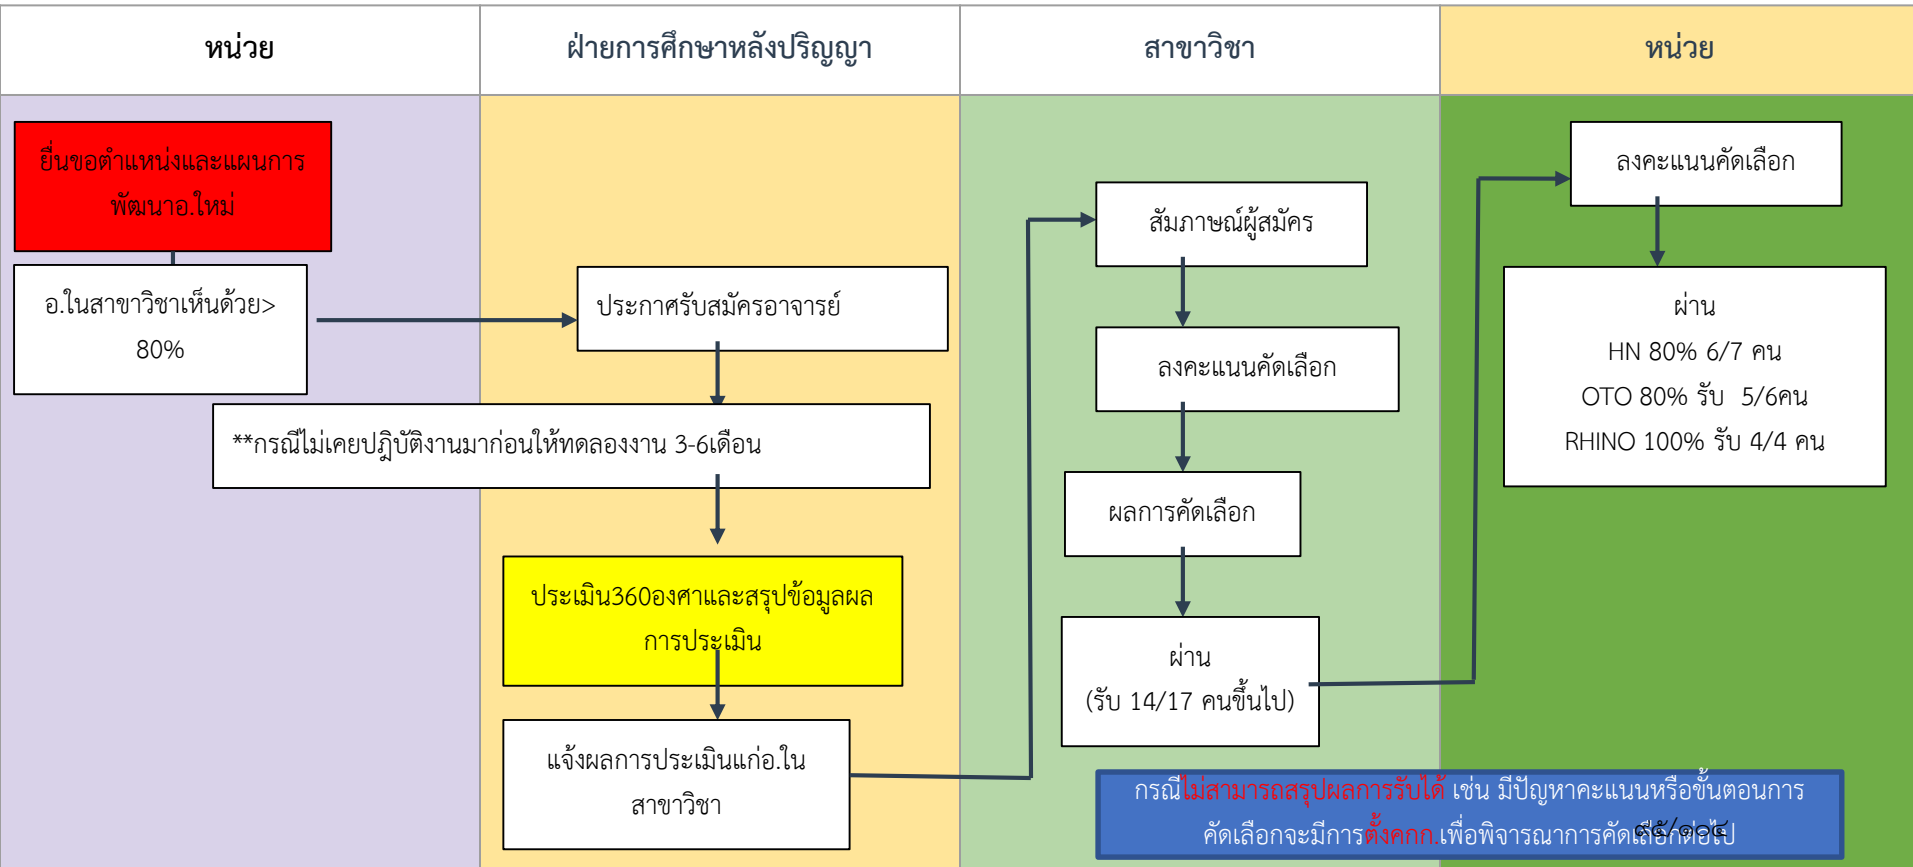 หน่วย
ฝ่ายการศึกษาหลังปริญญา
สาขาวิชา
หน่วย
ยื่นขอตำแหน่งและแผนการ
พัฒนาอ.ใหม่
อ.ในสาขาวิชาเห็นด้วย>
80%
ประกาศรับสมัครอาจารย์
**กรณีไม่เคยปฏิบัติงานมาก่อนให้ทดลองงาน 3-6เดือน
ประเมิน360องศาและสรุปข้อมูลผล
การประเมิน
แจ้งผลการประเมินแก่อ.ใน
สาขาวิชา
สัมภาษณ์ผู้สมัคร
ลงคะแนนคัดเลือก
ผลการคัดเลือก
ผ่าน
(รับ 14/17 คนขึ้นไป)
ลงคะแนนคัดเลือก
ผ่าน
HN 80% 6/7 คน
OTO 80% รับ 5/6คน
RHINO 100% รับ 4/4 คน
กรณีไม่สามารถสรุปผลการรับได้ เช่น มีปัญหาคะแนนหรือขั้นตอนการ
คัดเลือกจะมีการตั้งคกก.เพื่อพิจารณาการคัดเลือกต่อไป